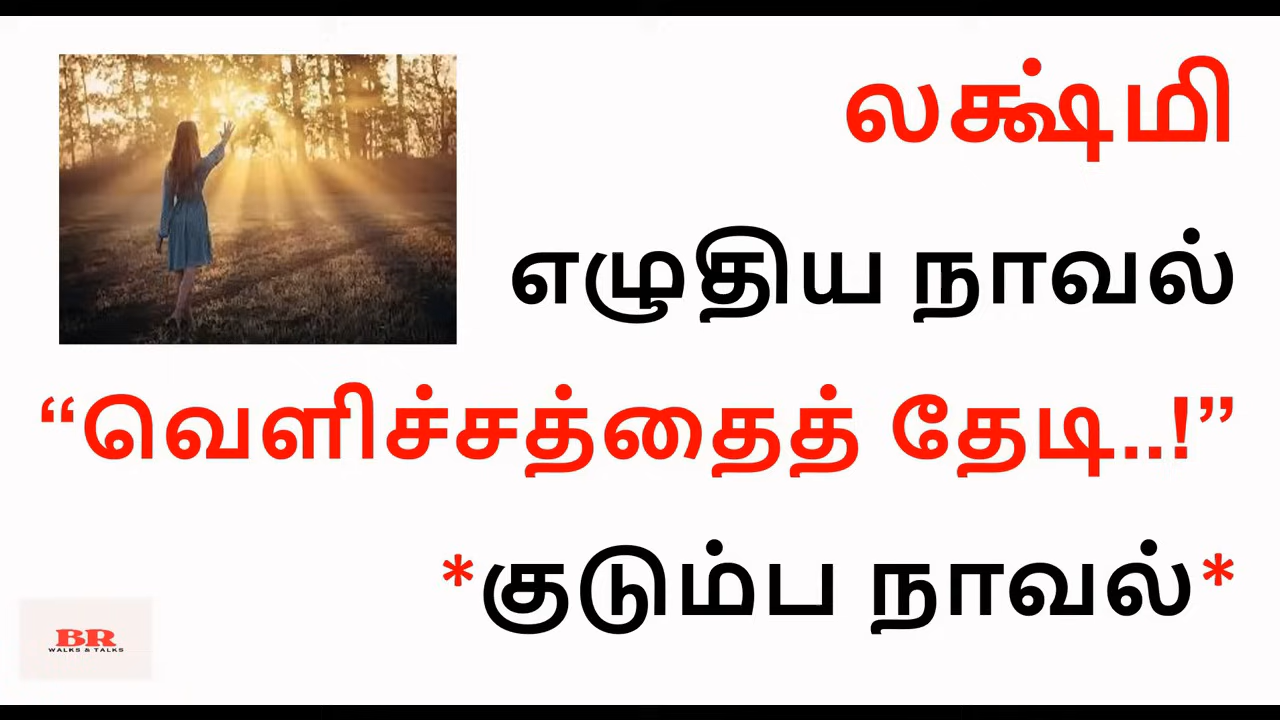 லக்ஷ்மி
எழுதிய நாவல்
“வெளிச்சத்தைத் தேடி..!”
*குடும்ப நாவல்*
BR
WALKS & TALKS